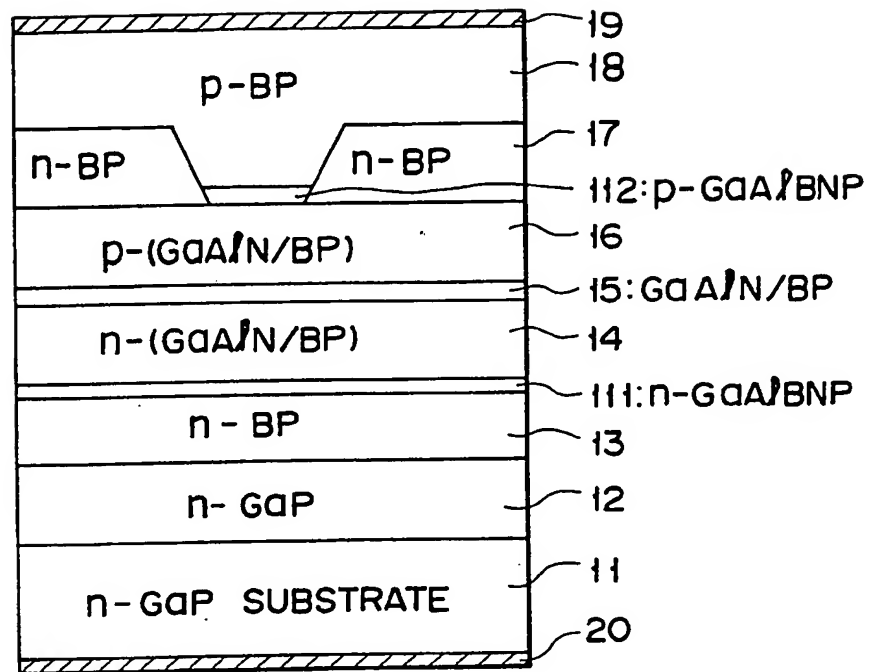 19
p-BP
18
17
n-BP
n-BP
112:p-GaAlBNP
p-(GaAlN/BP)
16
15:GaAlN/BP
n-(GaAlN/BP)
14
111:n-GaAlBNP
n-BP
13
n-GaP
12
n-GaP SUBSTRATE
11
20